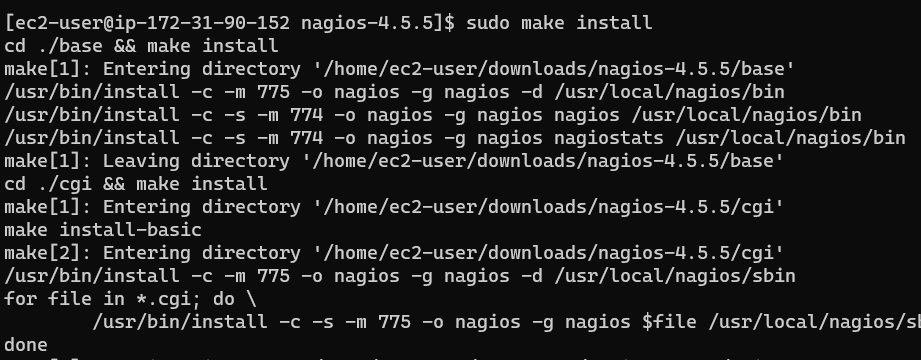 [ec2-user@ip-172-31-90-152 nagios-4.5.5]$ sudo make install
cd ./base && make install
make[1]: Entering directory '/home/ec2-user/downloads/nagios-4.5.5/base'
/usr/bin/install -c -m 775 -o nagios -g nagios -d /usr/local/nagios/bin
/usr/bin/install -c -s -m 774 -o nagios -g nagios nagios /usr/local/nagios/bin
/usr/bin/install -c -s -m 774 -o nagios -g nagios nagiostats /usr/local/nagios/bin
make[1]: Leaving directory '/home/ec2-user/downloads/nagios-4.5.5/base'
cd ./cgi && make install
make[1]: Entering directory '/home/ec2-user/downloads/nagios-4.5.5/cgi'
make install-basic
make[2]: Entering directory '/home/ec2-user/downloads/nagios-4.5.5/cgi'
/usr/bin/install -c -m 775 -o nagios -g nagios -d /usr/local/nagios/sbin
for file in *.cgi; do \
        /usr/bin/install -c -s -m 775 -o nagios -g nagios $file /usr/local/nagios/s
done